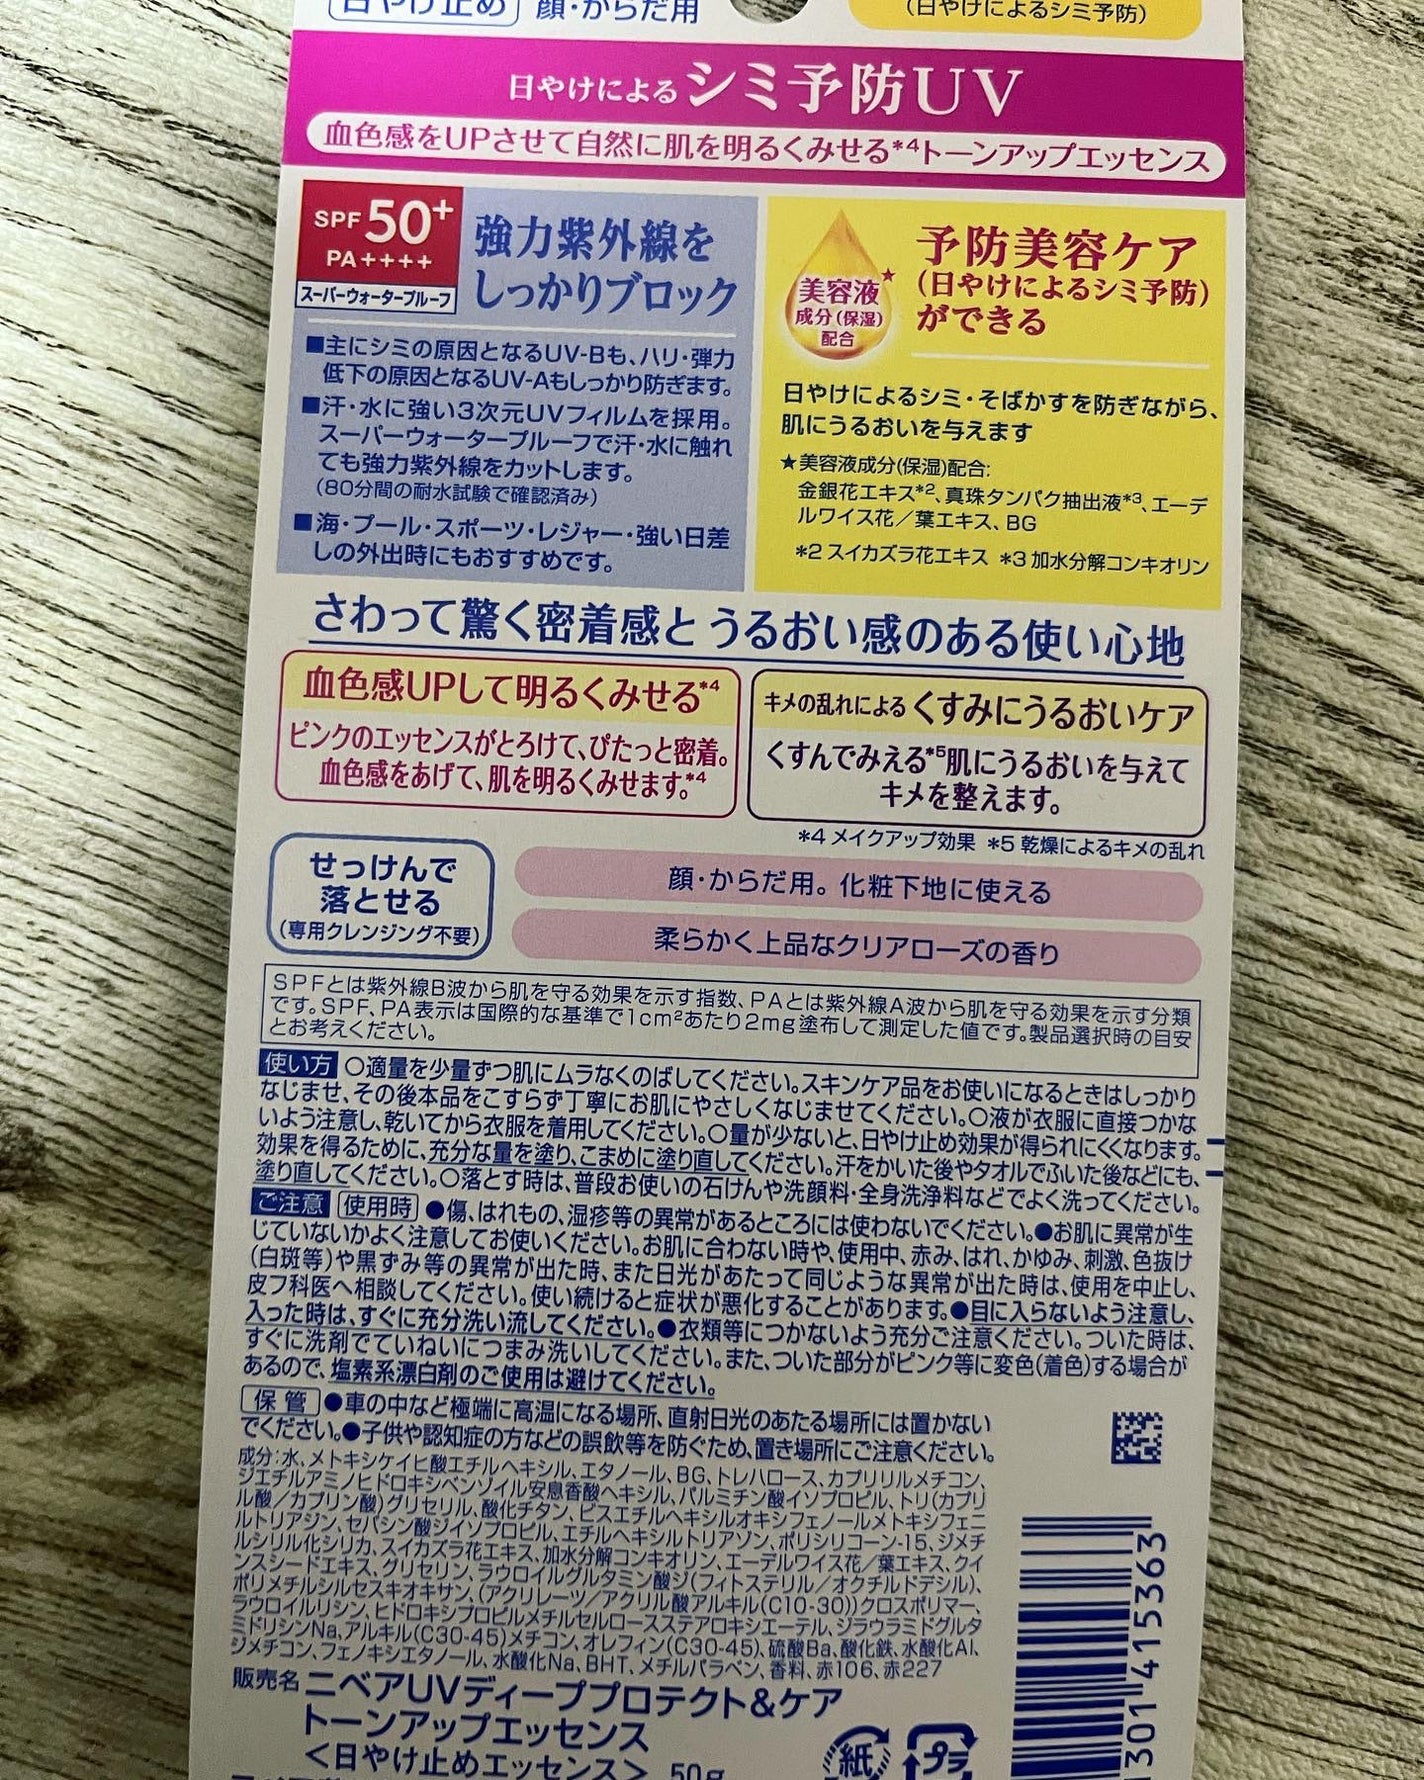 日やけ止め 顔・からだ用
(日やけによるシミ予防)
日やけによるシミ予防UV
血色感をUPさせて自然に肌を明るくみせる*4トーンアップエッセンス
SPF50+
PA++++
スーパーウォータープルーフ
強力紫外線を
しっかりブロック
■主にシミの原因となるUV-Bも、ハリ・弾力
低下の原因となるUV-Aもしっかり防ぎます。
■汗・水に強い3次元UVフィルムを採用。
スーパーウォータープルーフで汗・水に触れ
ても強力紫外線をカットします。
(80分間の耐水試験で確認済み)
■海・プール・スポーツ・レジャー・強い日差
しの外出時にもおすすめです。
美容液★
成分(保湿)
配合
予防美容ケア
(日やけによるシミ予防)
ができる
日やけによるシミ・そばかすを防ぎながら、
肌にうるおいを与えます
★美容液成分(保湿)配合:
金銀花エキス*2、真珠タンパク抽出液*3、エーデ
ルワイス花/葉エキス、BG
*2 スイカズラ花エキス *3 加水分解コンキオリン
さわって驚く密着感とうるおい感のある使い心地
血色感UPして明るくみせる*4
ピンクのエッセンスがとろけて、ぴたっと密着。
血色感をあげて、肌を明るくみせます。*4
キメの乱れによるくすみにうるおいケア
くすんでみえる*5肌にうるおいを与えて
キメを整えます。
*4 メイクアップ効果 *5 乾燥によるキメの乱れ
せっけんで
落とせる
(専用クレンジング不要)
顔・からだ用。化粧下地に使える
柔らかく上品なクリアローズの香り
SPFとは紫外線B波から肌を守る効果を示す指数、PAとは紫外線A波から肌を守る効果を示す分類
です。SPF、PA表示は国際的な基準で1cm²あたり2mg塗布して測定した値です。製品選択時の目安
とお考えください。
使い方 ○適量を少量ずつ肌にムラなくのばしてください。スキンケア品をお使いになるときはしっかり
なじませ、その後本品をこすらず丁寧にお肌にやさしくなじませてください。○液が衣服に直接つかな
いよう注意し、乾いてから衣服を着用してください。○量が少ないと、日やけ止め効果が得られにくくなります。
効果を得るために、充分な量を塗り、こまめに塗り直してください。汗をかいた後やタオルでふいた後などにも、
塗り直してください。○落とす時は、普段お使いの石けんや洗顔料・全身洗浄料などでよく洗ってください。
ご注意 使用時 ●傷、はれもの、湿疹等の異常があるところには使わないでください。●お肌に異常が生
じていないかよく注意してお使いください。お肌に合わない時や、使用中、赤み、はれ、かゆみ、刺激、色抜け
(白斑等)や黒ずみ等の異常が出た時、また日光があたって同じような異常が出た時は、使用を中止し、
皮フ科医へ相談してください。使い続けると症状が悪化することがあります。●目に入らないよう注意し、
入った時は、すぐに充分洗い流してください。●衣類等につかないよう充分ご注意ください。ついた時は、
すぐに洗剤でていねいにつまみ洗いしてください。また、ついた部分がピンク等に変色(着色)する場合が
あるので、塩素系漂白剤のご使用は避けてください。
保管 ●車の中など極端に高温になる場所、直射日光のあたる場所には置かない
でください。●子供や認知症の方などの誤飲等を防ぐため、置き場所にご注意ください。
成分:水、メトキシケイヒ酸エチルヘキシル、エタノール、BG、トレハロース、カプリリルメチコン、
ジエチルアミノヒドロキシベンゾイル安息香酸ヘキシル、パルミチン酸イソプロピル、トリ(カプリ
ル酸/カプリン酸)グリセリル、酸化チタン、ビスエチルヘキシルオキシフェノールメトキシフェニ
ルトリアジン、セバシン酸ジイソプロピル、エチルヘキシルトリアゾン、ポリシリコーン-15、ジメチ
ルシリル化シリカ、スイカズラ花エキス、加水分解コンキオリン、エーデルワイス花/葉エキス、クイ
ンスシードエキス、グリセリン、ラウロイルグルタミン酸ジ(フィトステリル/オクチルドデシル)、
ポリメチルシルセスキオキサン、(アクリレーツ/アクリル酸アルキル(C10-30))クロスポリマー、
ラウロイルリシン、ヒドロキシプロピルメチルセルロースステアロキシエーテル、ジラウラミドグルタ
ミドリシンNa、アルキル(C30-45)メチコン、オレフィン(C30-45)、硫酸Ba、酸化鉄、水酸化Al、
ジメチコン、フェノキシエタノール、水酸化Na、BHT、メチルパラベン、香料、赤106、赤227
販売名 ニベアUVディーププロテクト&ケア
トーンアップエッセンス
<日やけ止めエッセンス> 50g
紙
プラ
301 415363